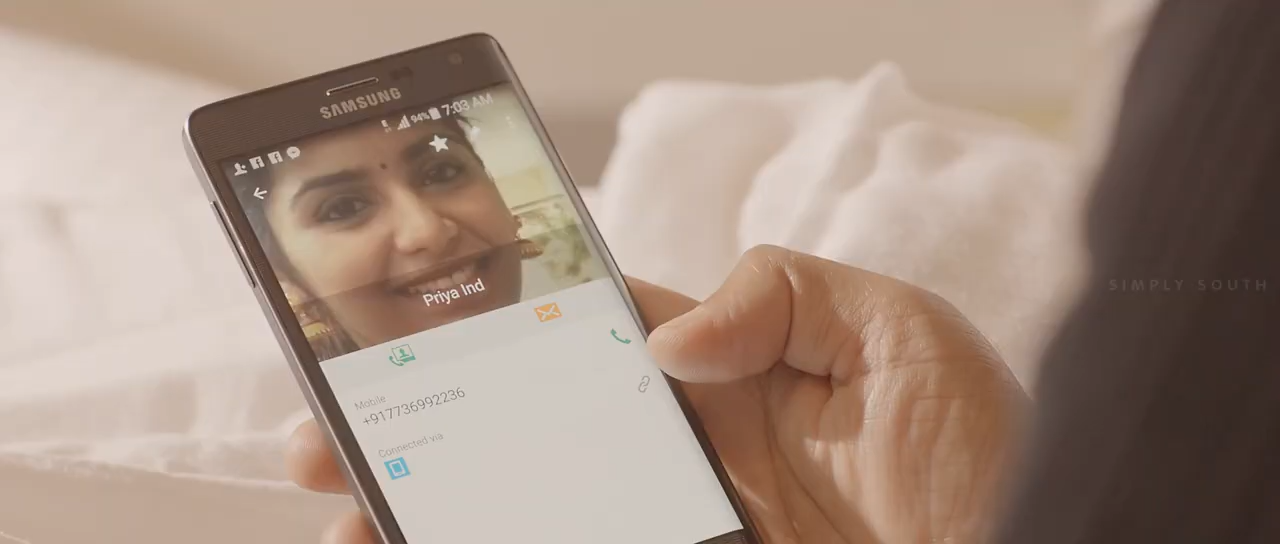 SAMSUNG
94% 7:03 AM
Priya Ind
Mobile
+917736992236
Connected via
SIMPLY SOUTH